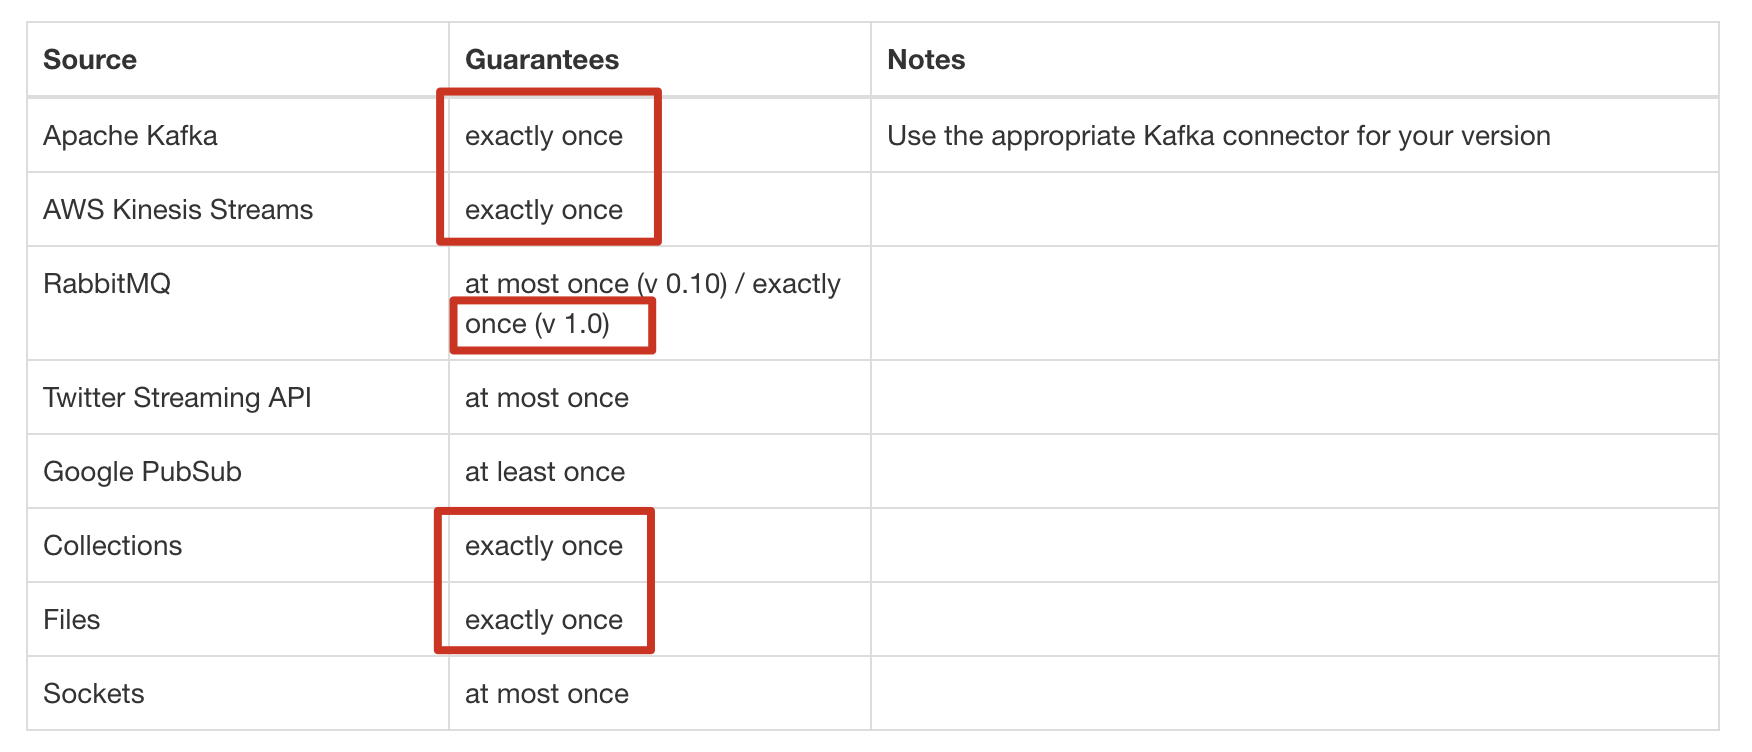 Source Guarantees Notes
Apache Kafka exactly once Use the appropriate Kafka connector for your version
AWS Kinesis Streams exactly once
RabbitMQ at most once (v 0.10) / exactly
once (v 1.0)
Twitter Streaming API at most once
Google PubSub at least once
Collections exactly once
Files exactly once
Sockets at most once